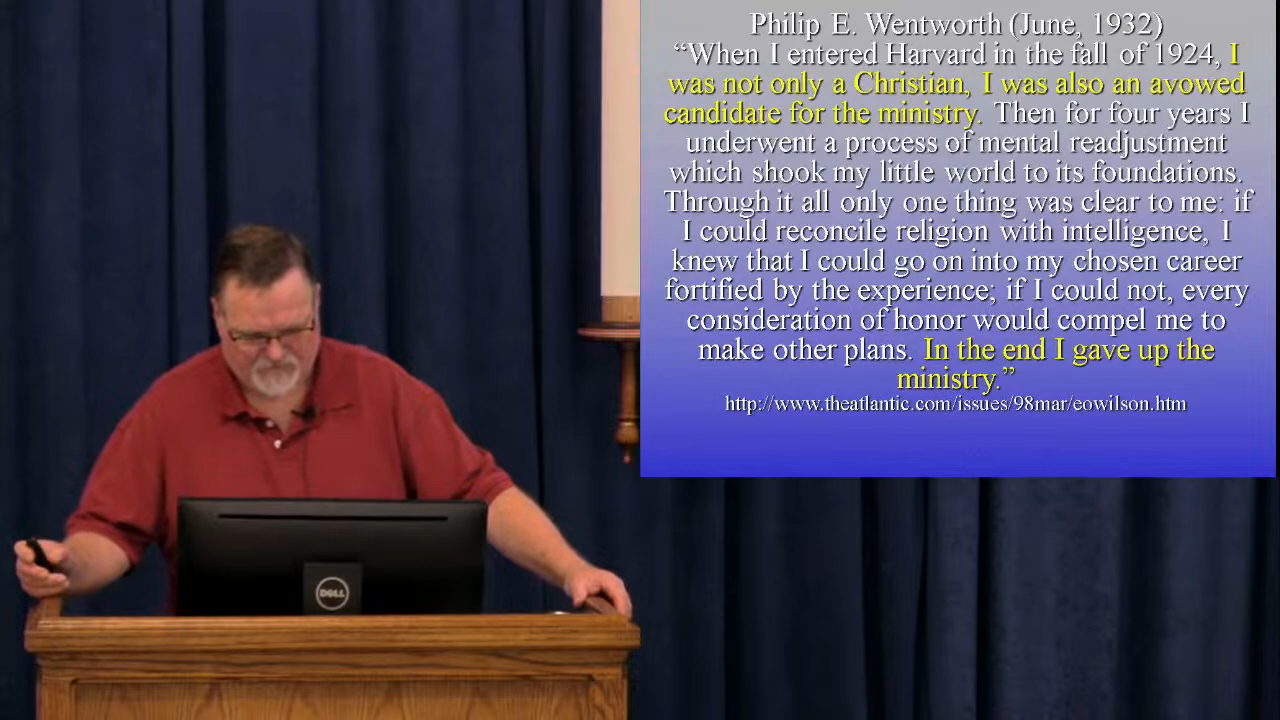 Philip E. Wentworth (June, 1932)
“When I entered Harvard in the fall of 1924, I
was not only a Christian, I was also an avowed
candidate for the ministry. Then for four years I
underwent a process of mental readjustment
which shook my little world to its foundations.
Through it all only one thing was clear to me: if
I could reconcile religion with intelligence, I
knew that I could go on into my chosen career
fortified by the experience; if I could not, every
consideration of honor would compel me to
make other plans. In the end I gave up the
ministry.”
http://www.theatlantic.com/issues/98mar/eowilson.htm
DELL